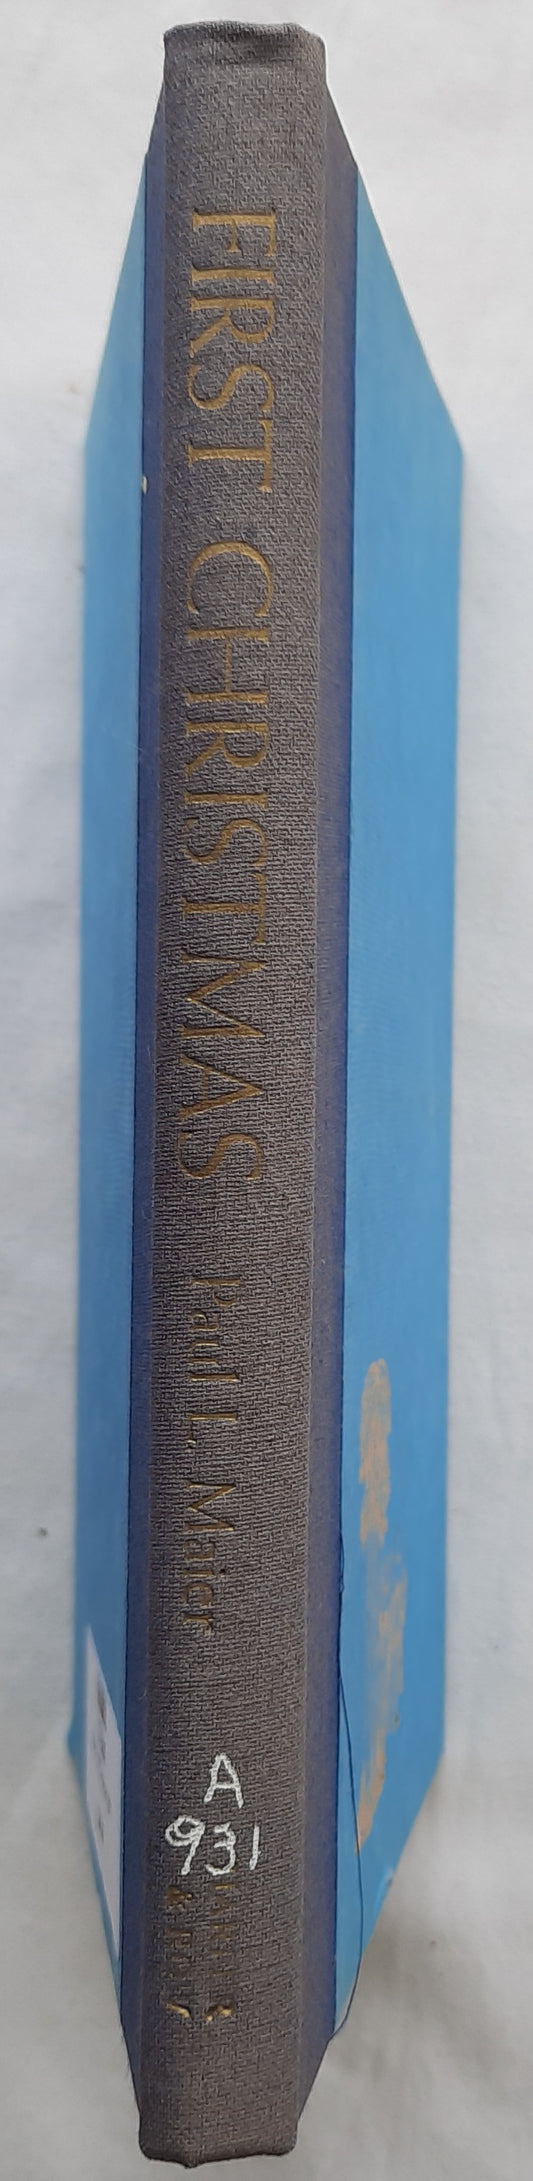 FIRST CHRISTMAS Paul L. Maier
A
931